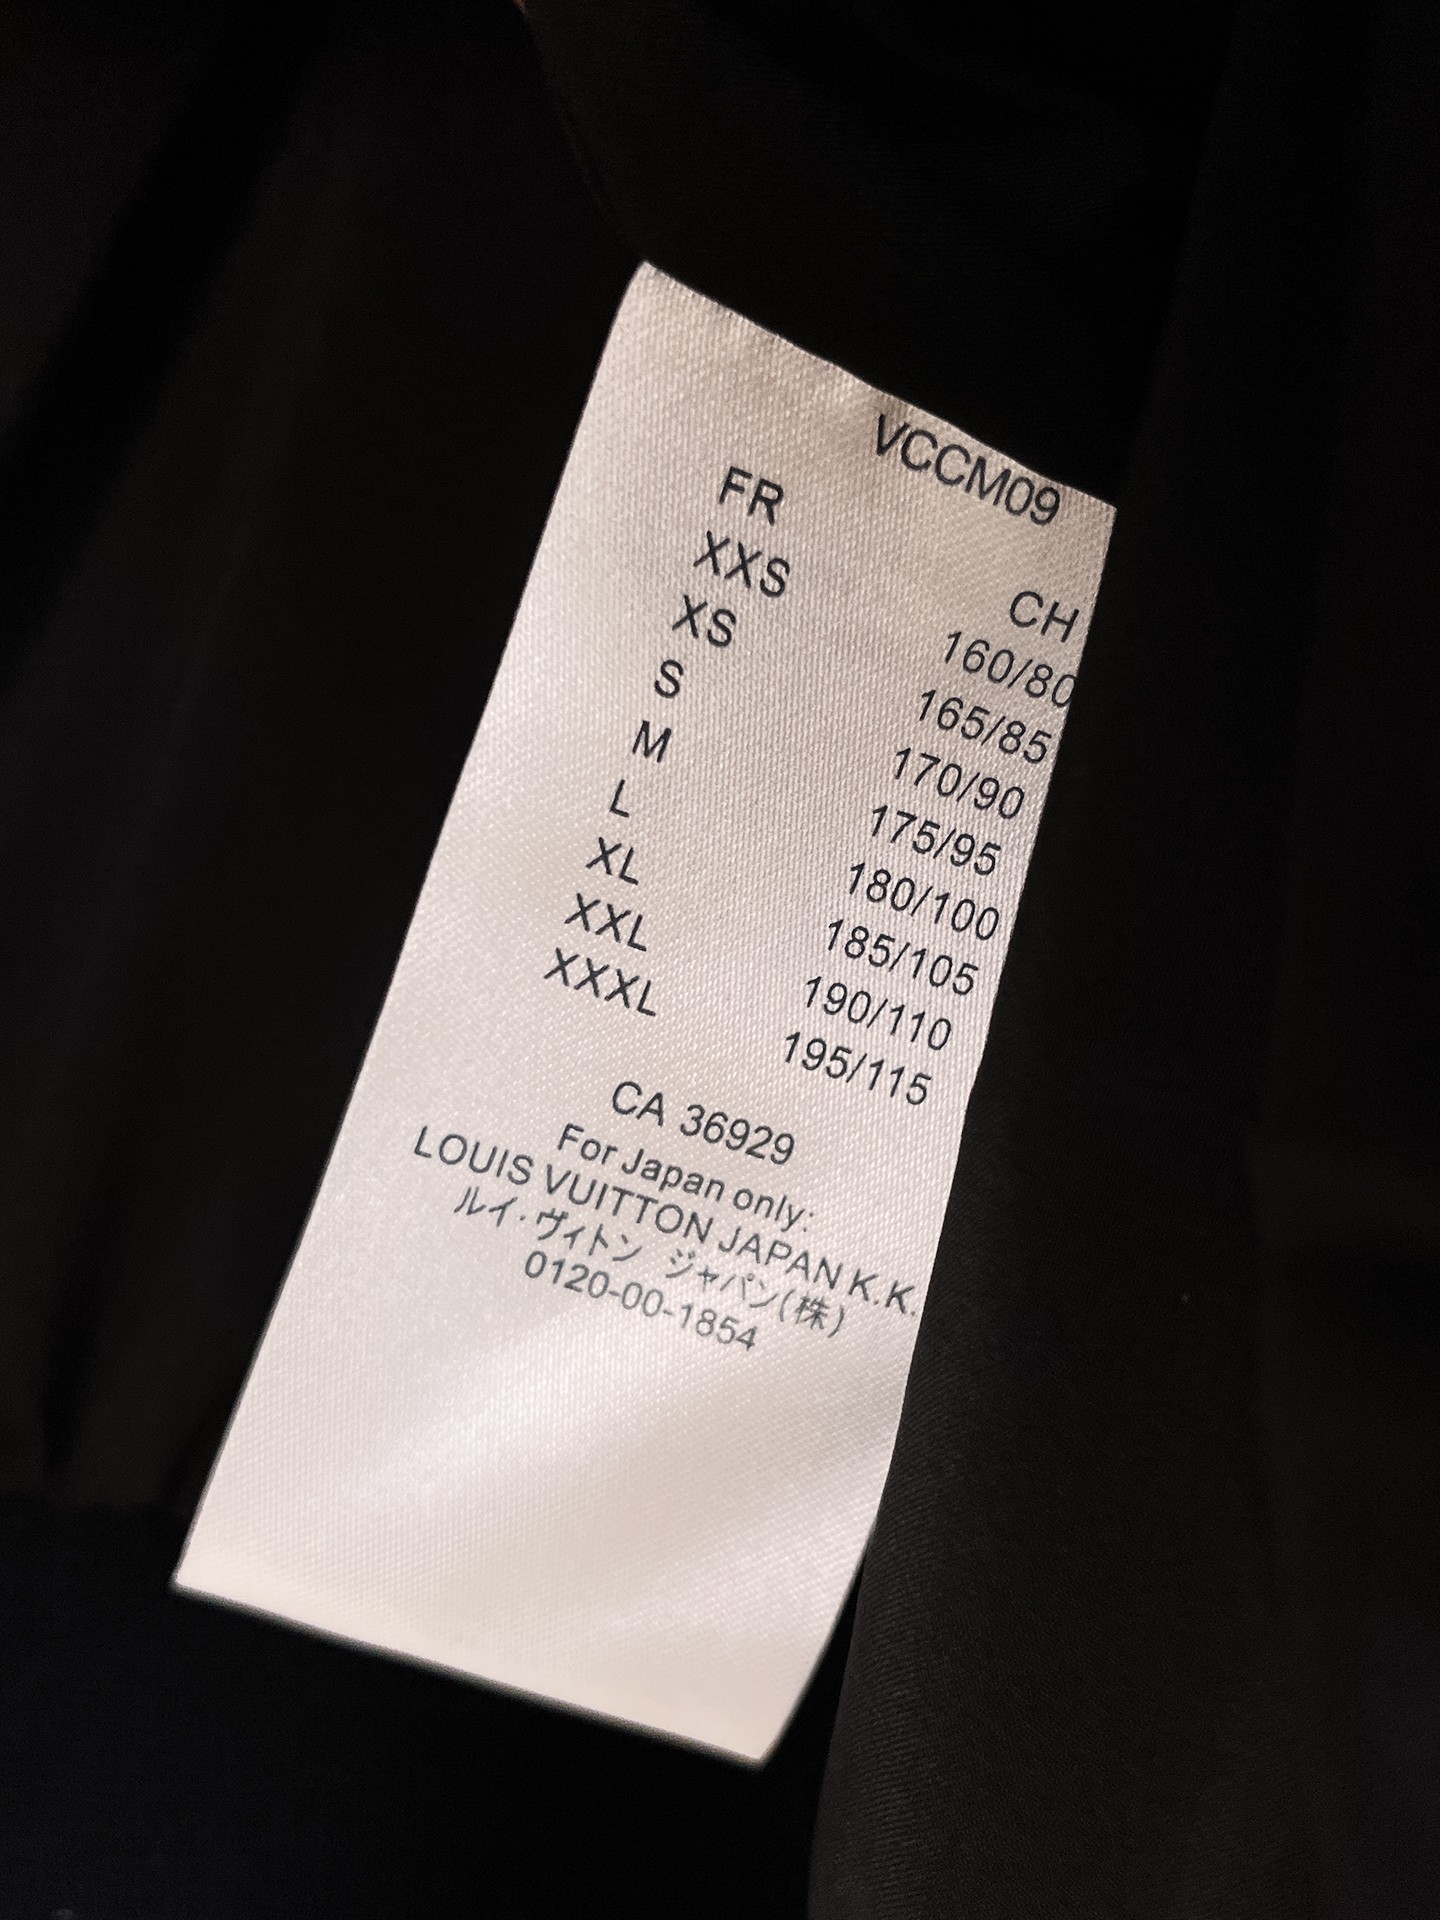 VCCM09
FR CH
XXS 160/80
XS 165/85
S 170/90
M 175/95
L 180/100
XL 185/105
XXL 190/110
XXXL 195/115
CA 36929
For Japan only:
LOUIS VUITTON JAPAN K.K.
ルイ・ヴィトン ジャパン(株)
0120-00-1854